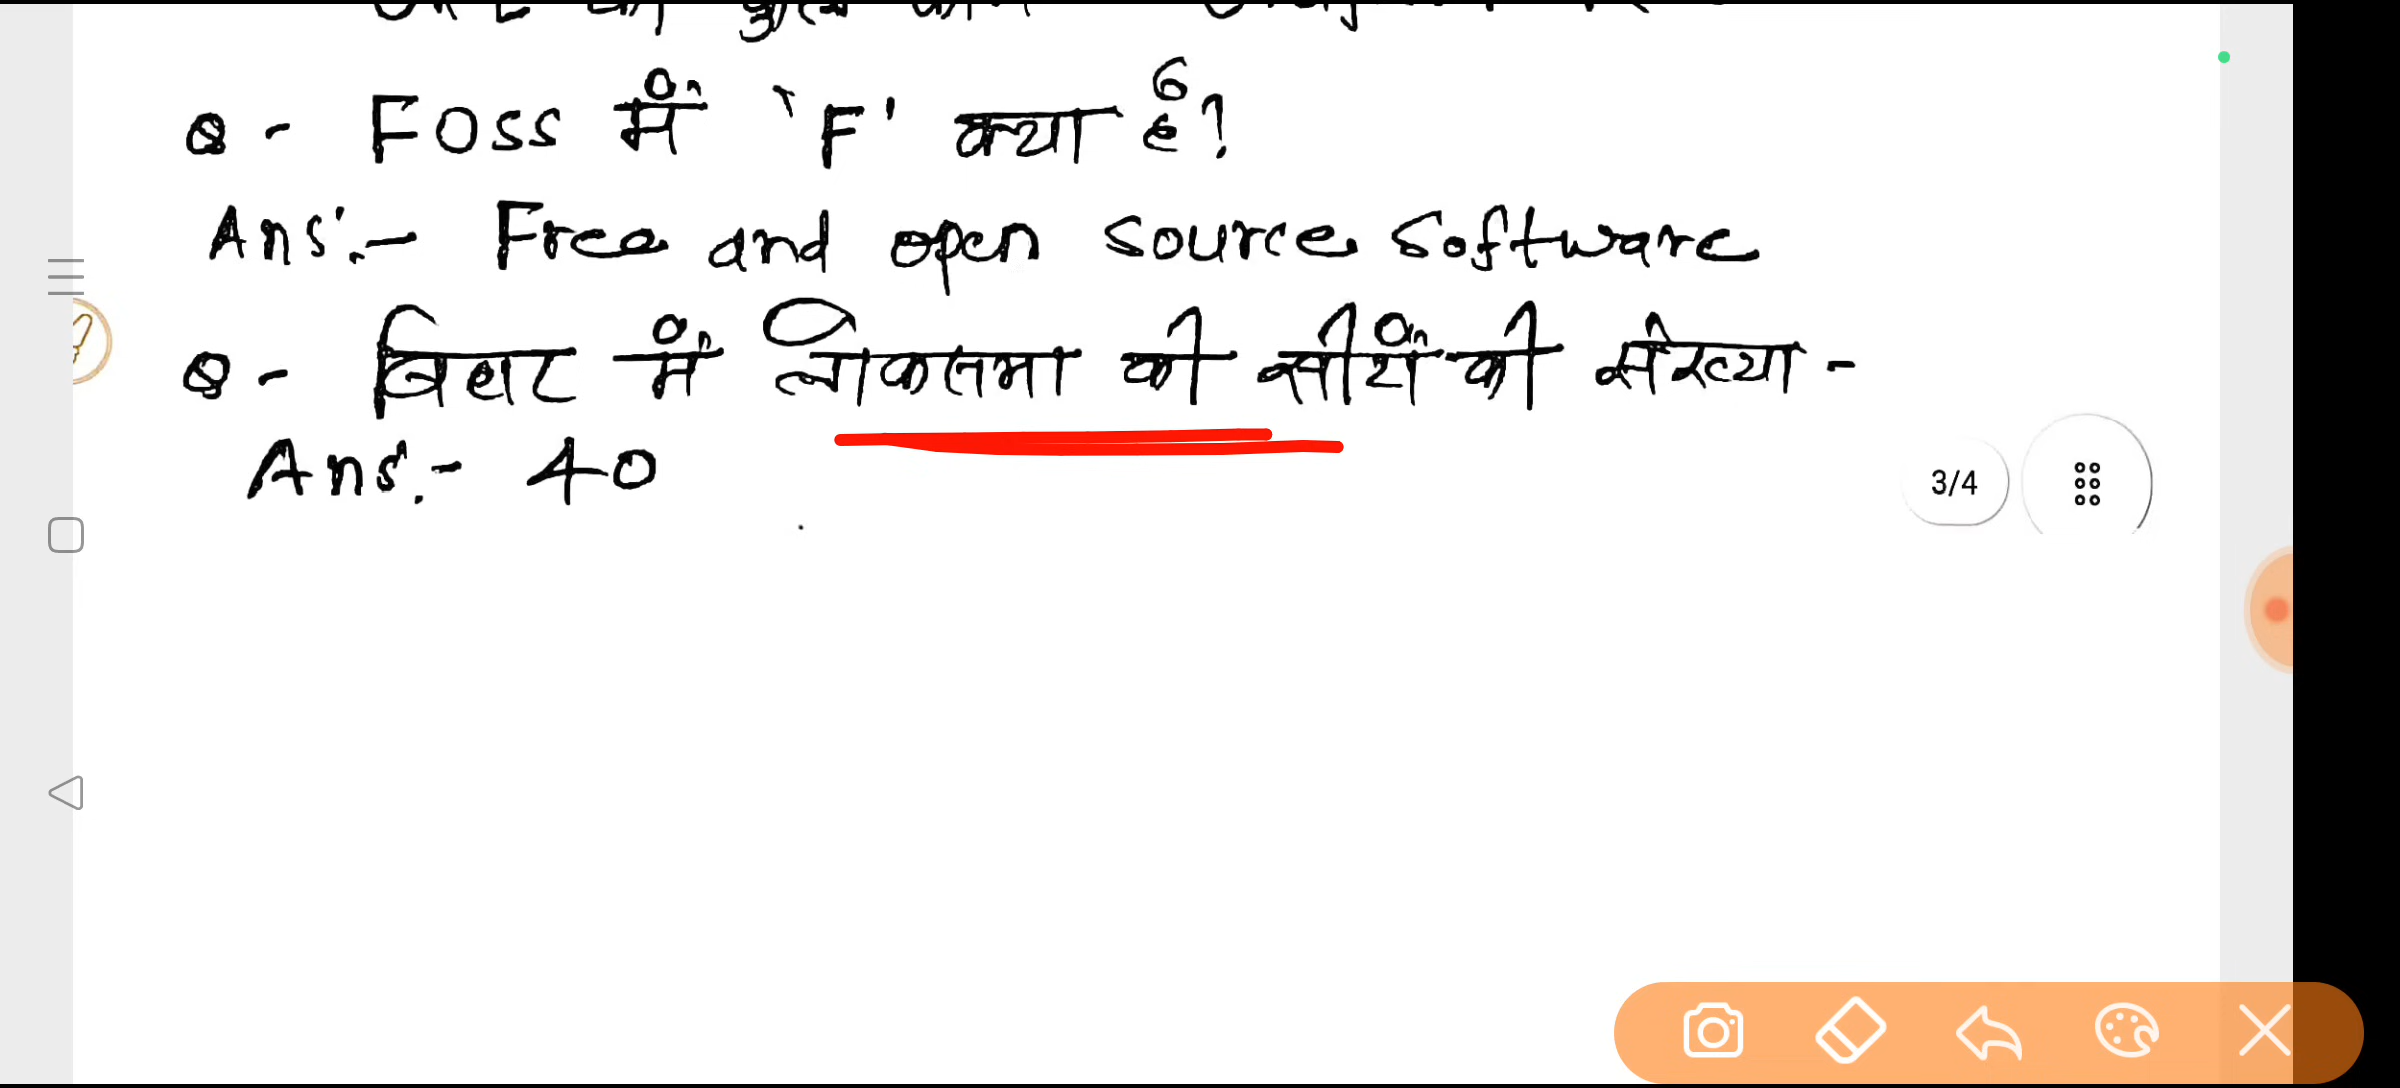 Q - FOSS में 'F' क्या है?
Ans:- Free and open source software
Q - बिहार में लोकसभा की सीटों की संख्या -
Ans:- 40
3/4